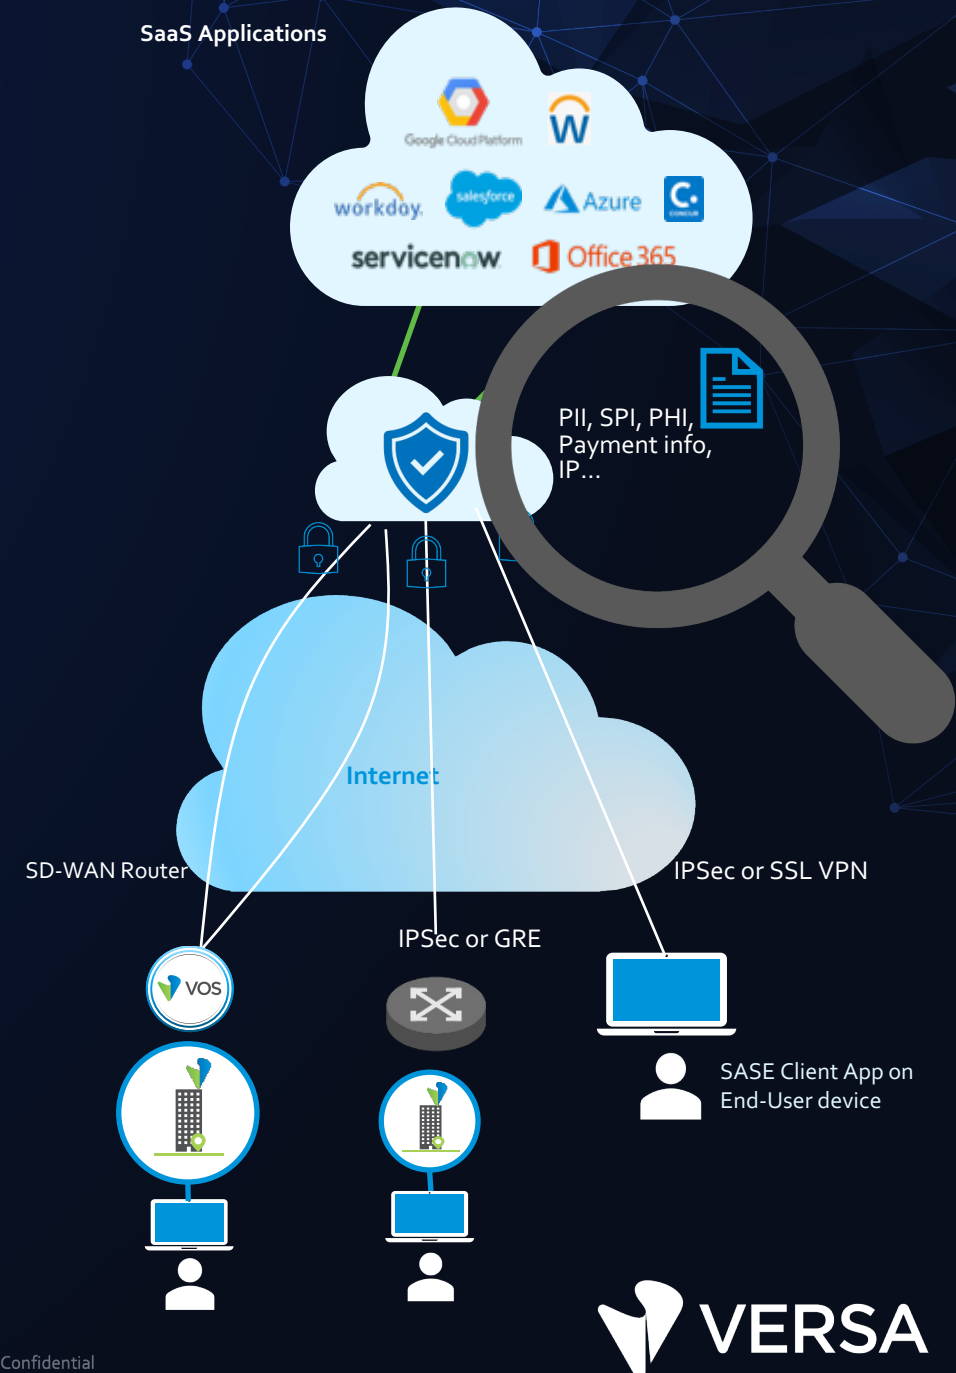 SaaS Applications
Google Cloud Platform
W
workday.
salesforce
Azure
C.
CONCUR
servicenow
Office 365
PII, SPI, PHI,
Payment info,
IP...
Internet
SD-WAN Router
IPSec or SSL VPN
IPSec or GRE
VOS
SASE Client App on
End-User device
VERSA
Confidential